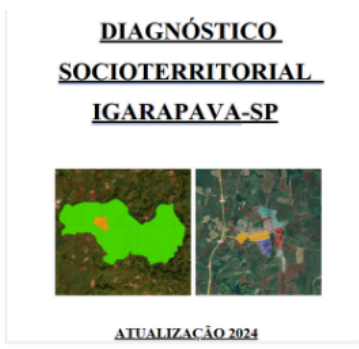 DIAGNÓSTICO
SOCIOTERRITORIAL
IGARAPAVA-SP
ATUALIZAÇÃO 2024